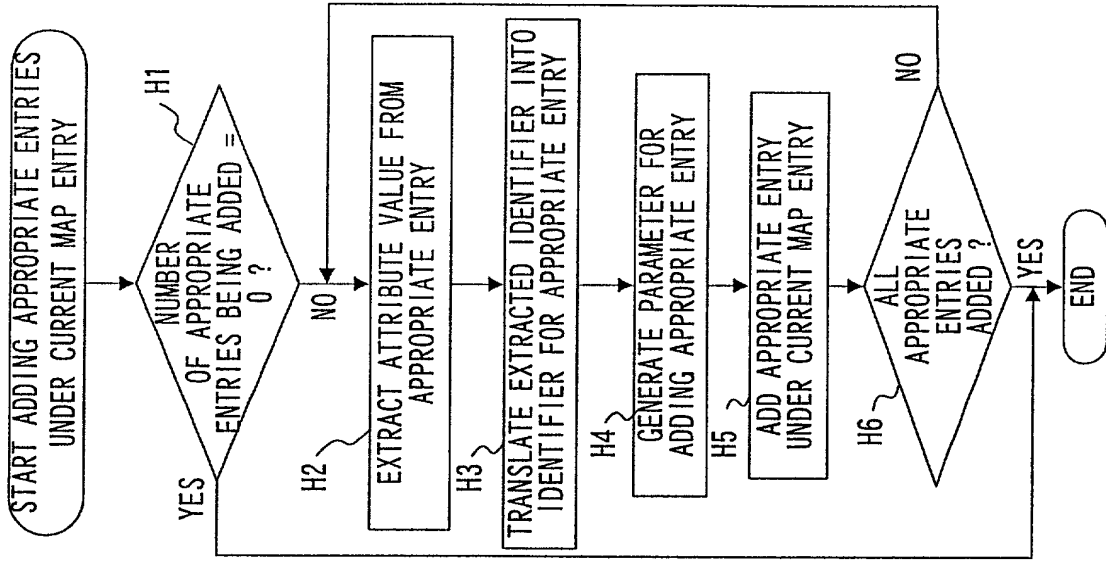 START ADDING APPROPRIATE ENTRIES
UNDER CURRENT MAP ENTRY
H1
NUMBER
OF APPROPRIATE
ENTRIES BEING ADDED =
0 ?
YES
NO
H2
EXTRACT ATTRIBUTE VALUE FROM
APPROPRIATE ENTRY
H3
TRANSLATE EXTRACTED IDENTIFIER INTO
IDENTIFIER FOR APPROPRIATE ENTRY
H4
GENERATE PARAMETER FOR
ADDING APPROPRIATE ENTRY
H5
ADD APPROPRIATE ENTRY
UNDER CURRENT MAP ENTRY
H6
ALL
APPROPRIATE
ENTRIES
ADDED ?
NO
YES
END